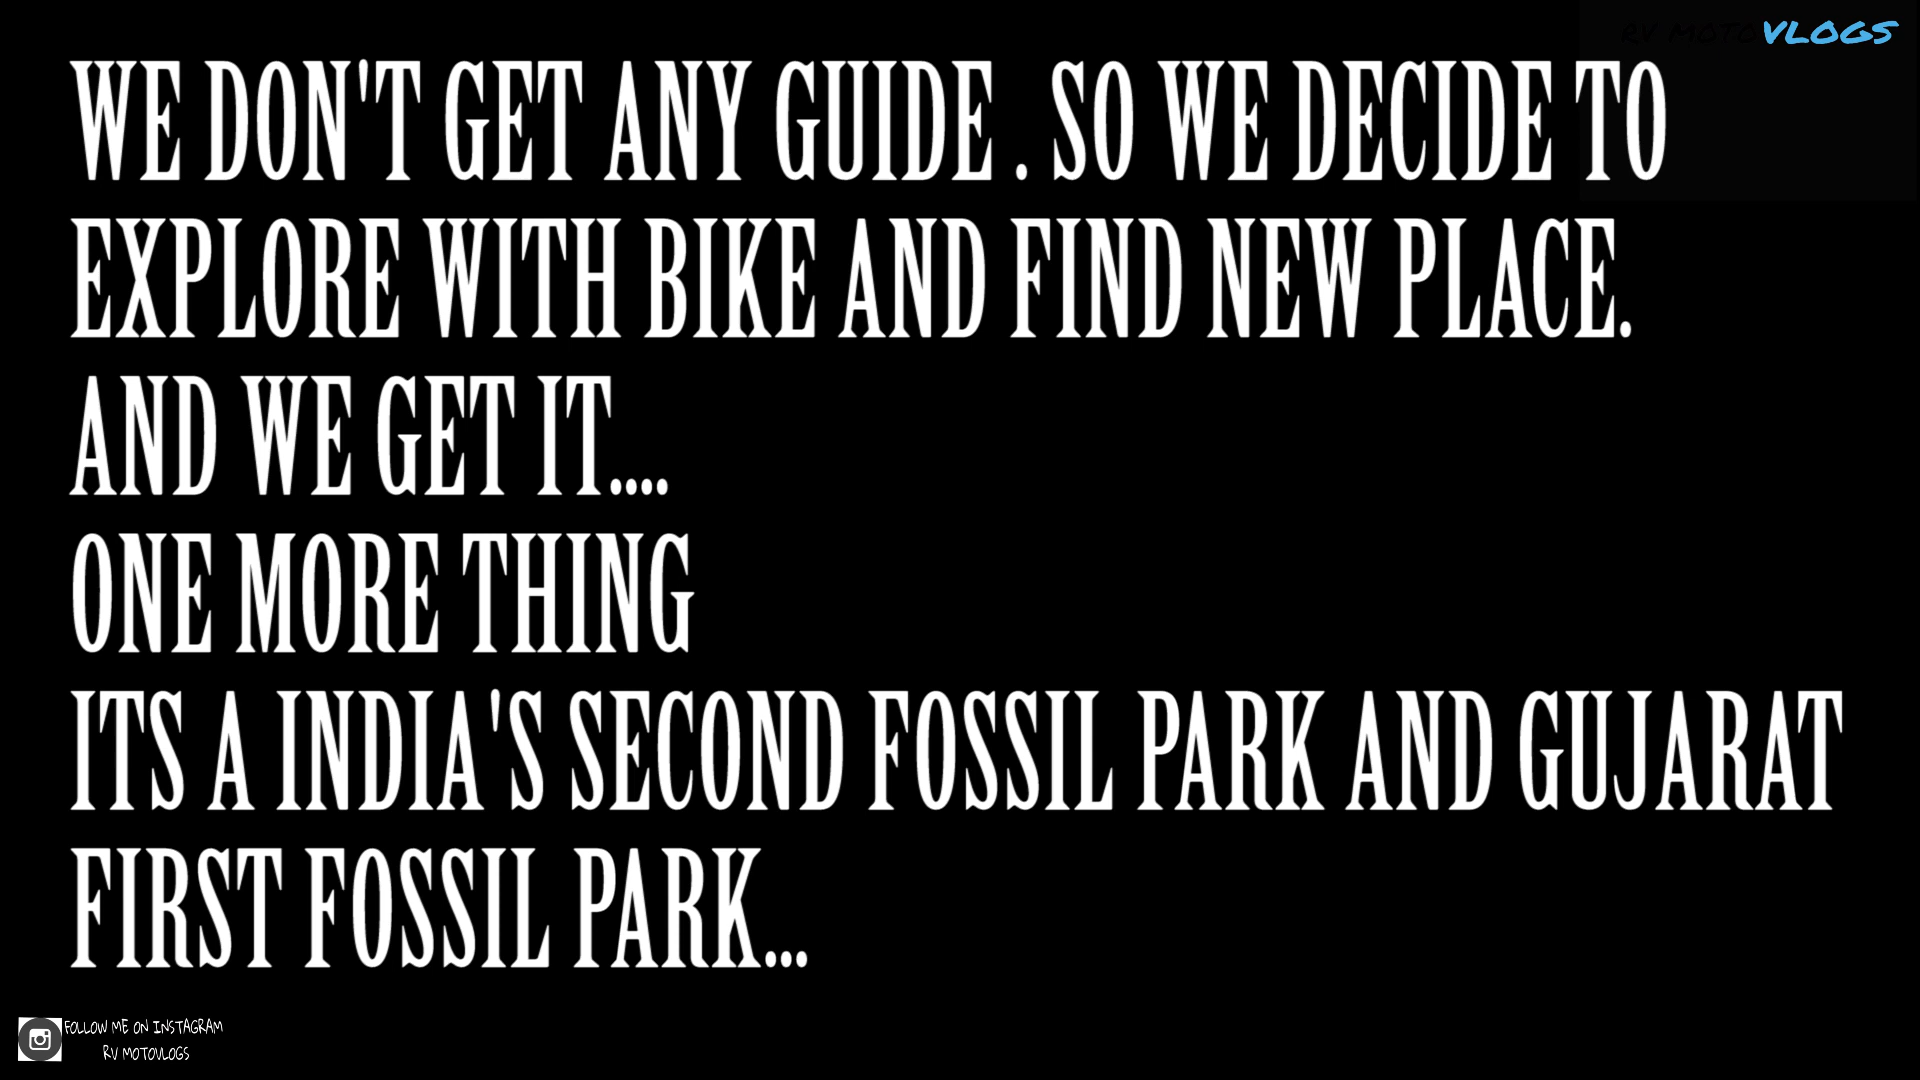 RV MOTOVLOGS
WE DON'T GET ANY GUIDE . SO WE DECIDE TO
EXPLORE WITH BIKE AND FIND NEW PLACE.
AND WE GET IT....
ONE MORE THING
ITS A INDIA'S SECOND FOSSIL PARK AND GUJARAT
FIRST FOSSIL PARK...
FOLLOW ME ON INSTAGRAM
RV MOTOVLOGS